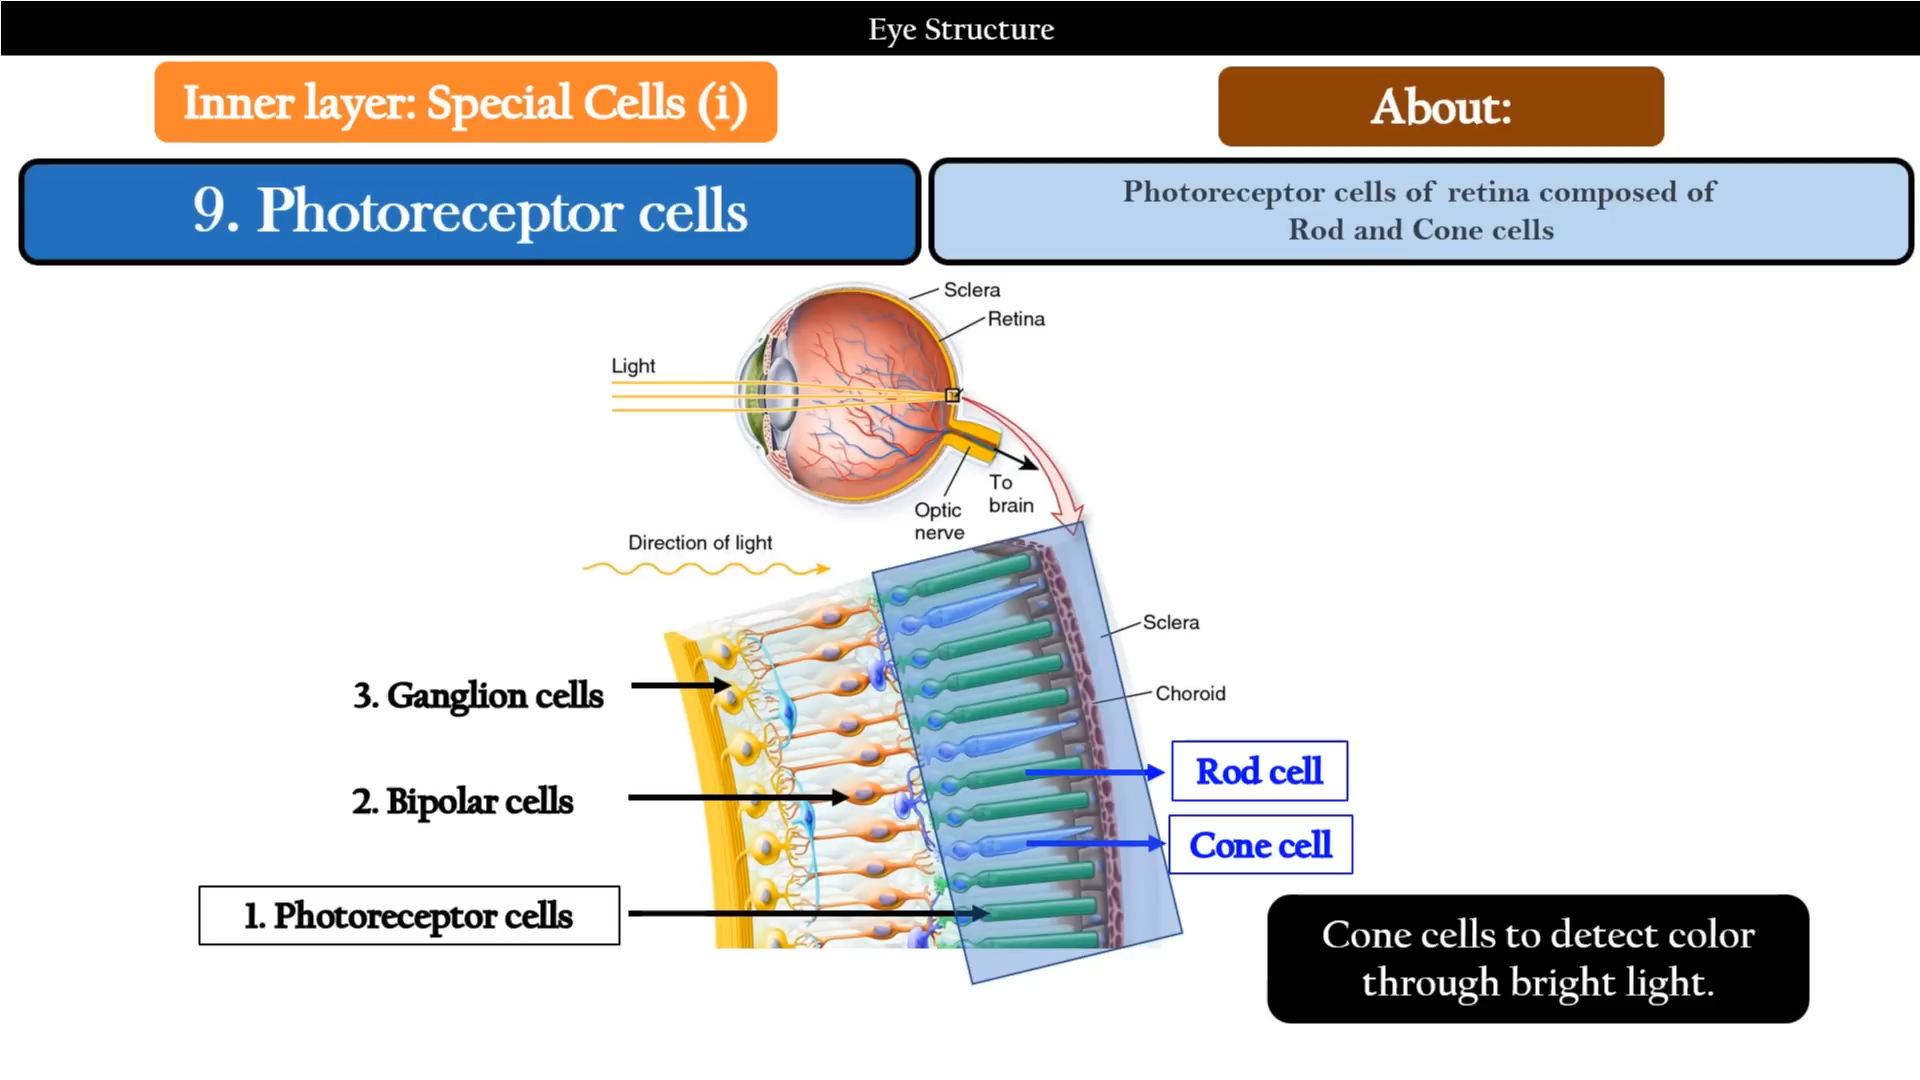 Eye Structure
Inner layer: Special Cells (i)
About:
9. Photoreceptor cells
Photoreceptor cells of retina composed of
Rod and Cone cells
Sclera
Retina
Light
To
brain
Optic
nerve
Direction of light
Sclera
3. Ganglion cells
Choroid
Rod cell
2. Bipolar cells
Cone cell
1. Photoreceptor cells
Cone cells to detect color
through bright light.